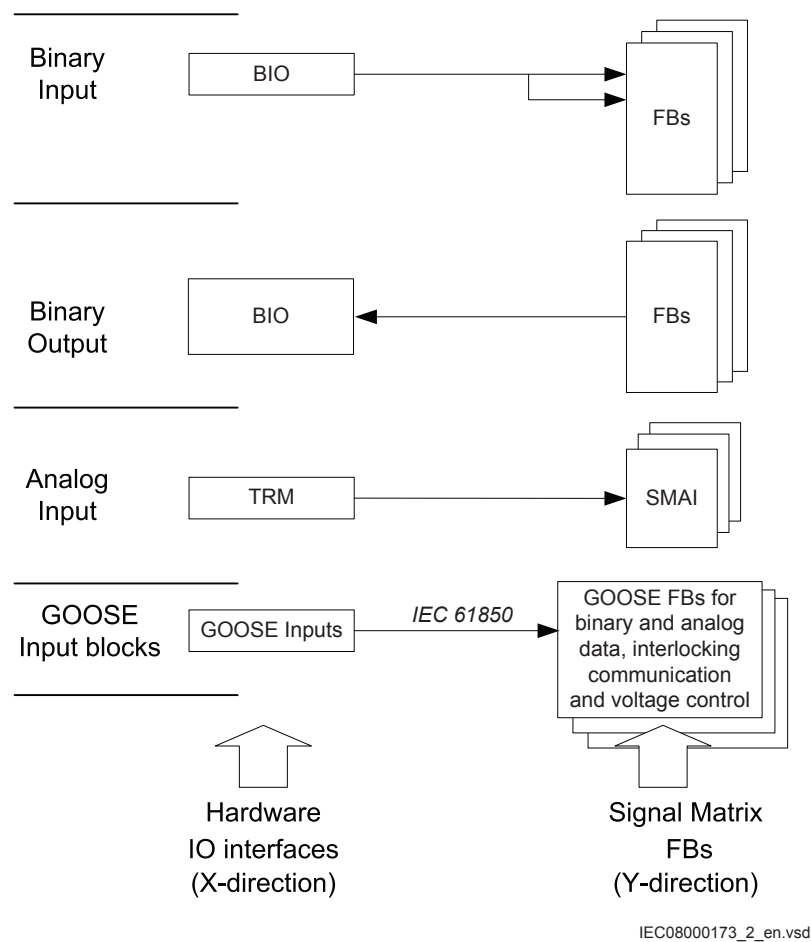 Binary
Input
BIO
FBs
Binary
Output
BIO
FBs
Analog
Input
TRM
SMAI
GOOSE
Input blocks
GOOSE Inputs
IEC 61850
GOOSE FBs for
binary and analog
data, interlocking
communication
and voltage control
Hardware
IO interfaces
(X-direction)
Signal Matrix
FBs
(Y-direction)
IEC08000173_2_en.vsd